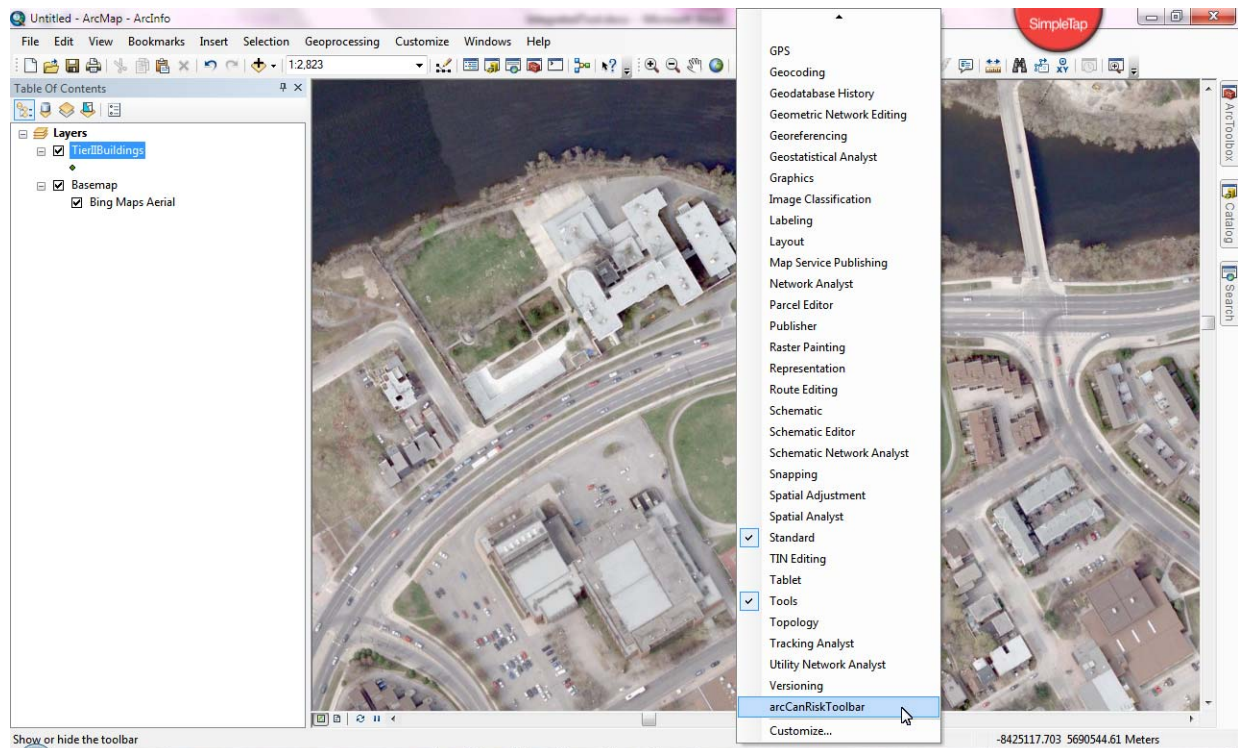 Untitled - ArcMap - ArcInfo
SimpleTap
File Edit View Bookmarks Insert Selection Geoprocessing Customize Windows Help
1:2,823
Table Of Contents
Layers
TierIIBuildings
Basemap
Bing Maps Aerial
GPS
Geocoding
Geodatabase History
Geometric Network Editing
Georeferencing
Geostatistical Analyst
Graphics
Image Classification
Labeling
Layout
Map Service Publishing
Network Analyst
Parcel Editor
Publisher
Raster Painting
Representation
Route Editing
Schematic
Schematic Editor
Schematic Network Analyst
Snapping
Spatial Adjustment
Spatial Analyst
Standard
TIN Editing
Tablet
Tools
Topology
Tracking Analyst
Utility Network Analyst
Versioning
arcCanRiskToolbar
Customize...
ArcToolbox
Catalog
Search
Show or hide the toolbar
-8425117.703 5690544.61 Meters